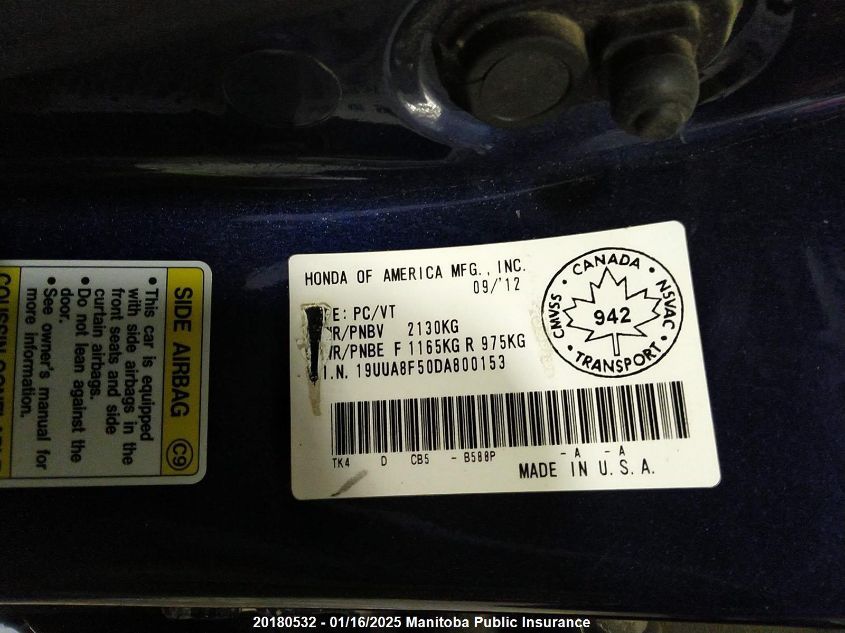 HONDA OF AMERICA MFG., INC.
09/'12
E: PC/VT
R/PNBV 2130KG
R/PNBE F 1165KG R 975KG
I.N. 19UUA8F50DA800153
TK4 D CBS - B588P -A -A
MADE IN U.S.A.
CANADA
CMVSS
942
NSVAC
TRANSPORT
SIDE AIRBAG C9
• This car is equipped
with side airbags in the
front seats and side
curtain airbags.
• Do not lean against the
door.
• See owner's manual for
more information.
20180532 - 01/16/2025 Manitoba Public Insurance